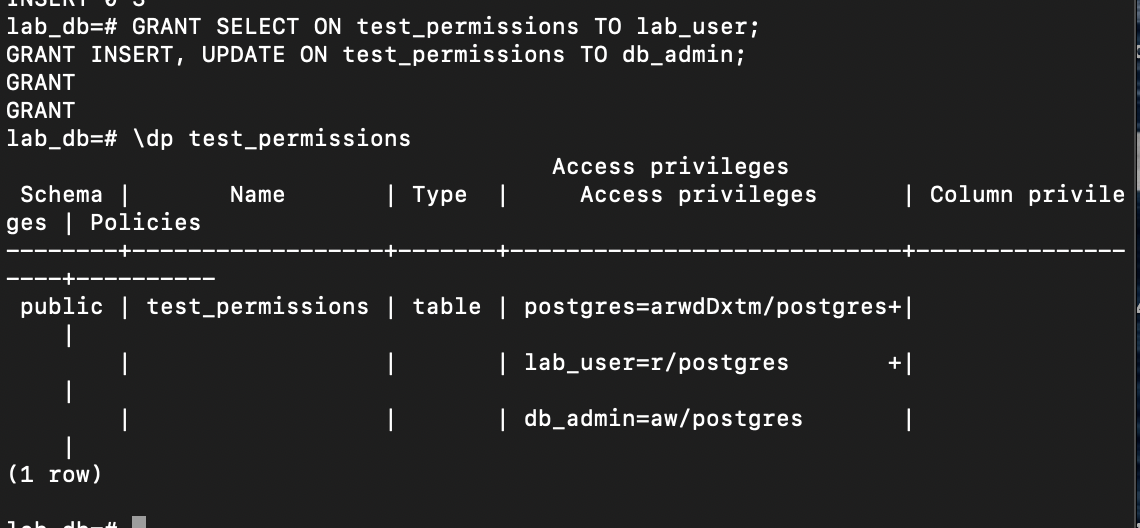 INSERT 0 3
lab_db=# GRANT SELECT ON test_permissions TO lab_user;
GRANT INSERT, UPDATE ON test_permissions TO db_admin;
GRANT
GRANT
lab_db=# \dp test_permissions
                                       Access privileges
 Schema |       Name       | Type  |     Access privileges      | Column privile
ges | Policies
--------+------------------+-------+----------------------------+---------------
----+----------
 public | test_permissions | table | postgres=arwdDxtm/postgres+|
    |
        |                  |       | lab_user=r/postgres       +|
    |
        |                  |       | db_admin=aw/postgres       |
    |
(1 row)
lab_db=#